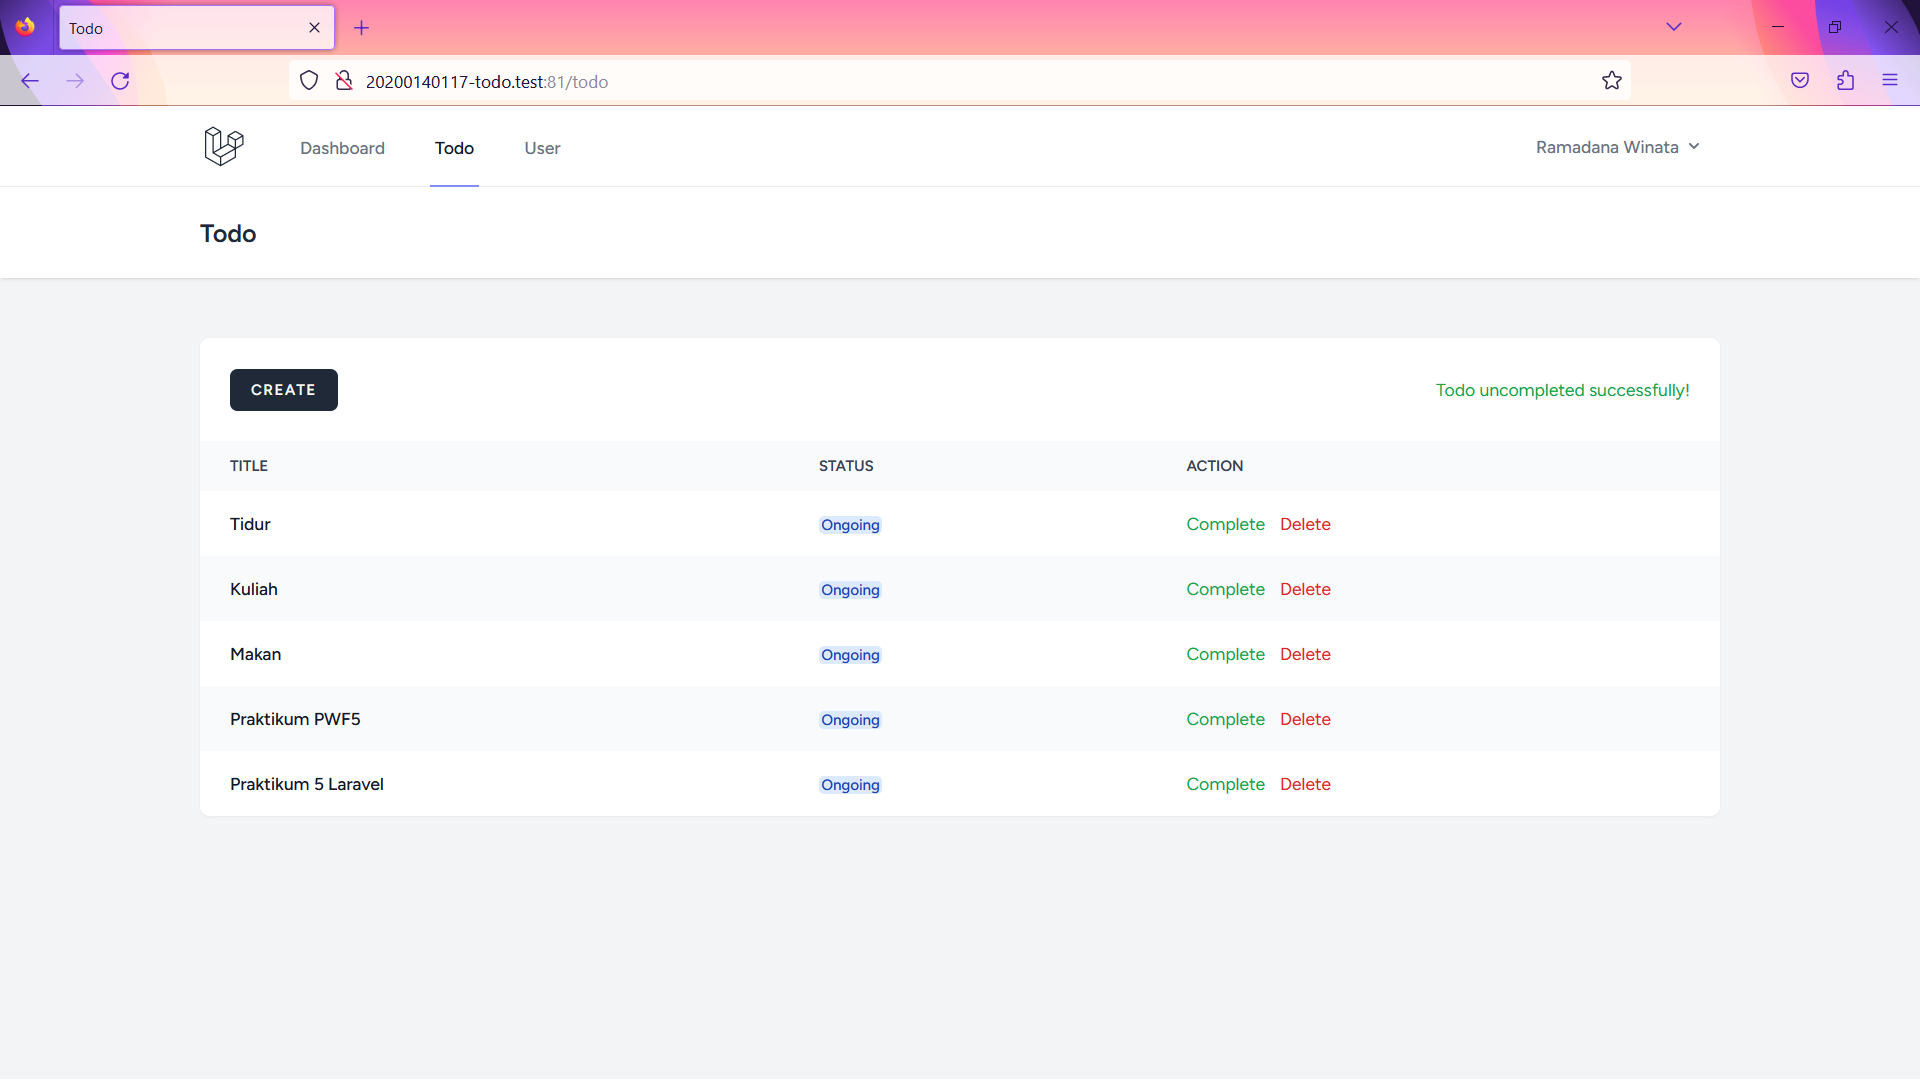 Todo
20200140117-todo.test:81/todo
Dashboard Todo User Ramadana Winata
Todo
CREATE Todo uncompleted successfully!
TITLE STATUS ACTION
Tidur Ongoing Complete Delete
Kuliah Ongoing Complete Delete
Makan Ongoing Complete Delete
Praktikum PWF5 Ongoing Complete Delete
Praktikum 5 Laravel Ongoing Complete Delete